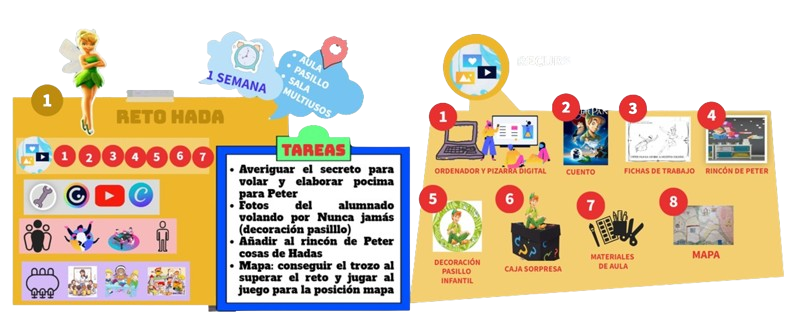 1 SEMANA
• AULA
• PASILLO
• SALA
MULTIUSOS
1
RETO HADA
1 2 3 4 5 6 7
TAREAS
• Averiguar el secreto para
volar y elaborar pocima
para Peter
• Fotos del alumnado
volando por Nunca jamás
(decoración pasilllo)
• Añadir al rincón de Peter
cosas de Hadas
• Mapa: conseguir el trozo al
superar el reto y jugar al
juego para la posición mapa
1
ORDENADOR Y PIZARRA DIGITAL
2
CUENTO
3
FICHAS DE TRABAJO
4
RINCÓN DE PETER
5
DECORACIÓN
PASILLO
INFANTIL
6
CAJA SORPRESA
7
MATERIALES
DE AULA
8
MAPA